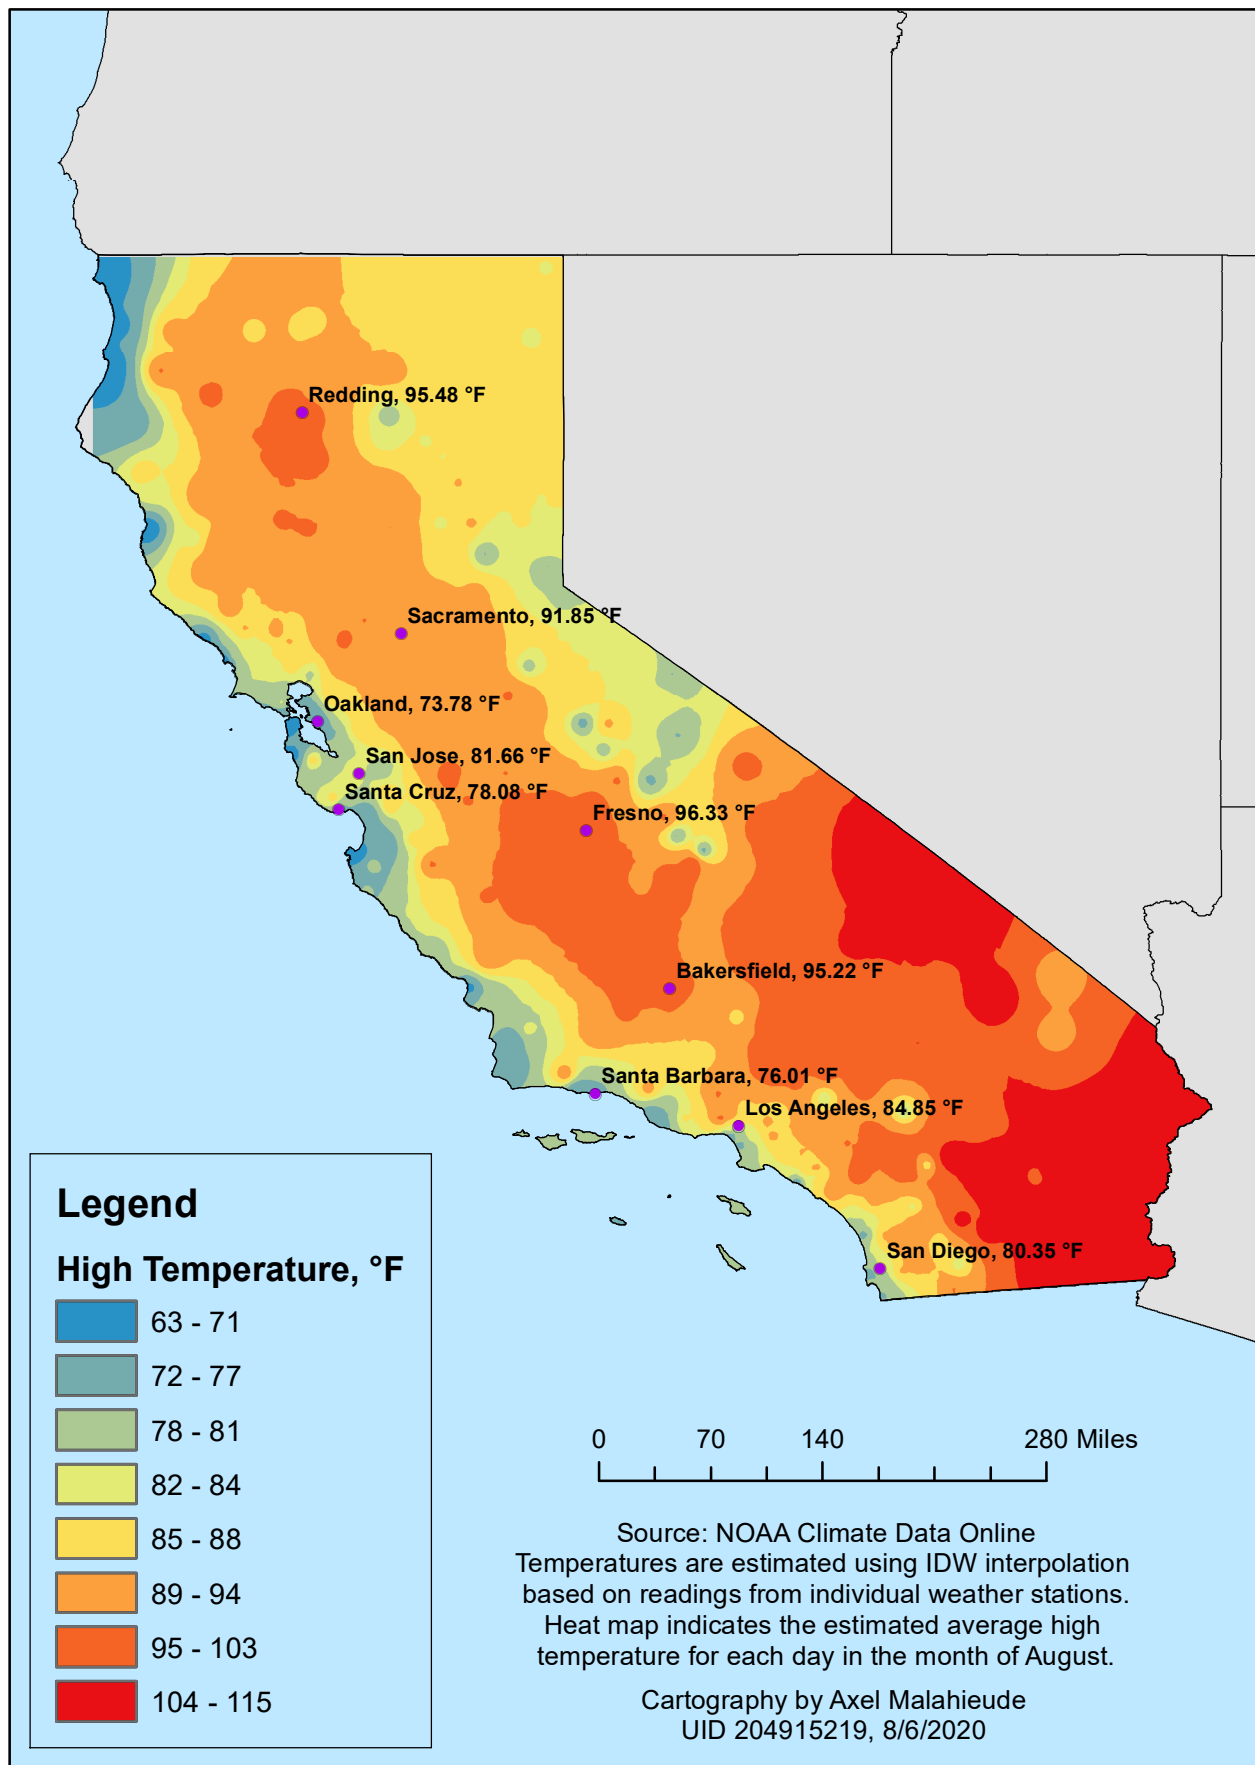 Redding, 95.48 °F
Sacramento, 91.85 °F
Oakland, 73.78 °F
San Jose, 81.66 °F
Santa Cruz, 78.08 °F
Fresno, 96.33 °F
Bakersfield, 95.22 °F
Santa Barbara, 76.01 °F
Los Angeles, 84.85 °F
San Diego, 80.35 °F
Legend
High Temperature, °F
63 - 71
72 - 77
78 - 81
82 - 84
85 - 88
89 - 94
95 - 103
104 - 115
0 70 140 280 Miles
Source: NOAA Climate Data Online
Temperatures are estimated using IDW interpolation
based on readings from individual weather stations.
Heat map indicates the estimated average high
temperature for each day in the month of August.
Cartography by Axel Malahieude
UID 204915219, 8/6/2020